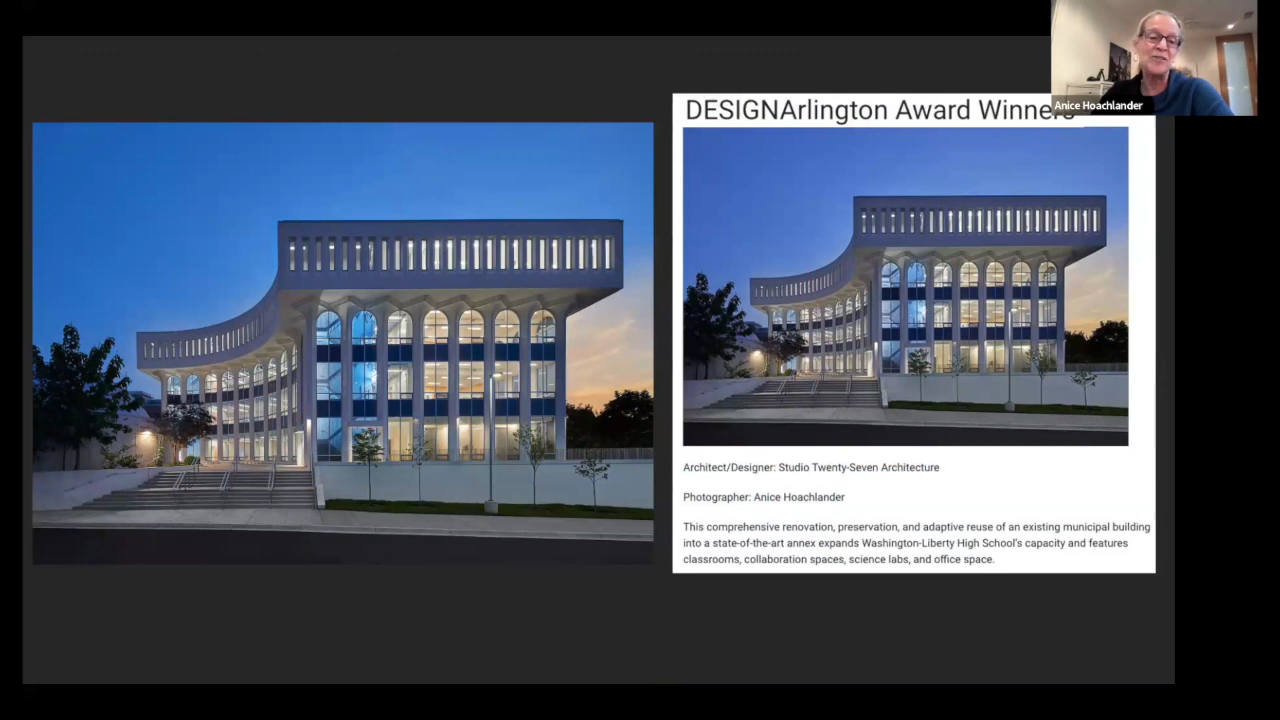 Anice Hoachlander
DESIGNArlington Award Winners
Architect/Designer: Studio Twenty-Seven Architecture
Photographer: Anice Hoachlander
This comprehensive renovation, preservation, and adaptive reuse of an existing municipal building
into a state-of-the-art annex expands Washington-Liberty High School's capacity and features
classrooms, collaboration spaces, science labs, and office space.